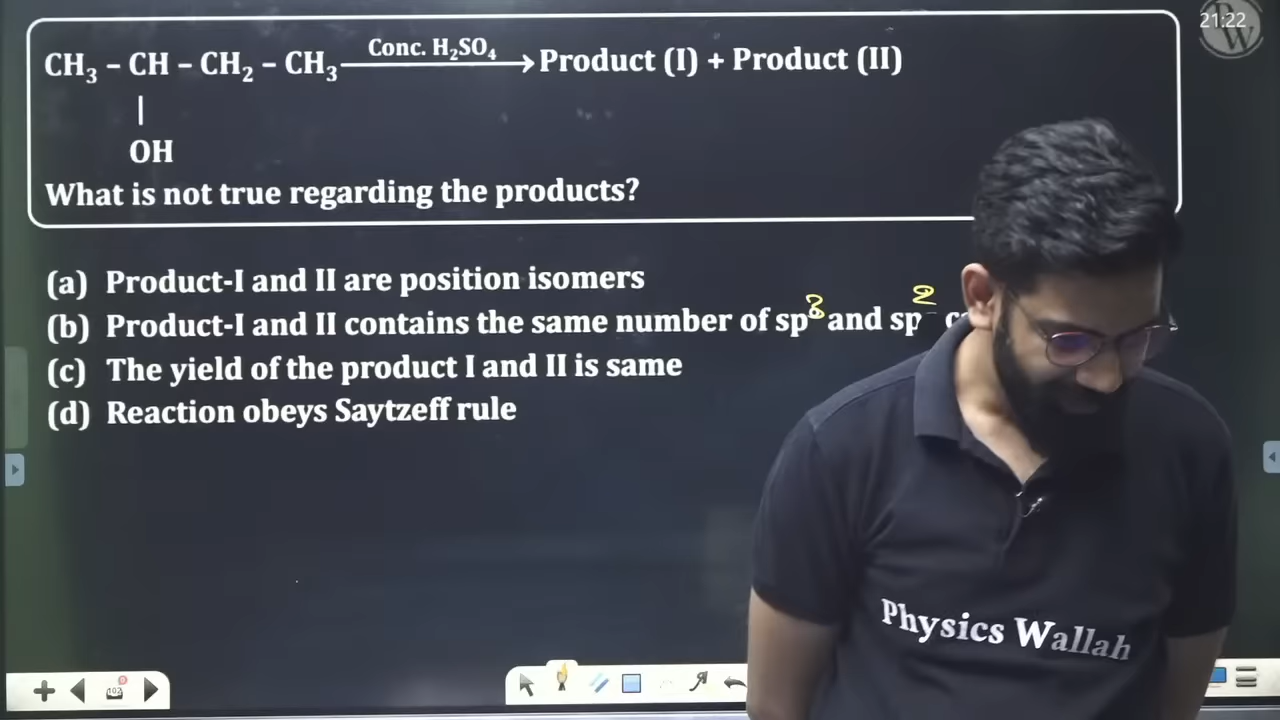 21:22
PW
CH₃ – CH – CH₂ – CH₃ Conc. H₂SO₄ → Product (I) + Product (II)
|
OH
What is not true regarding the products?
(a) Product-I and II are position isomers
(b) Product-I and II contains the same number of sp³ and sp²
(c) The yield of the product I and II is same
(d) Reaction obeys Saytzeff rule
Physics Wallah
102